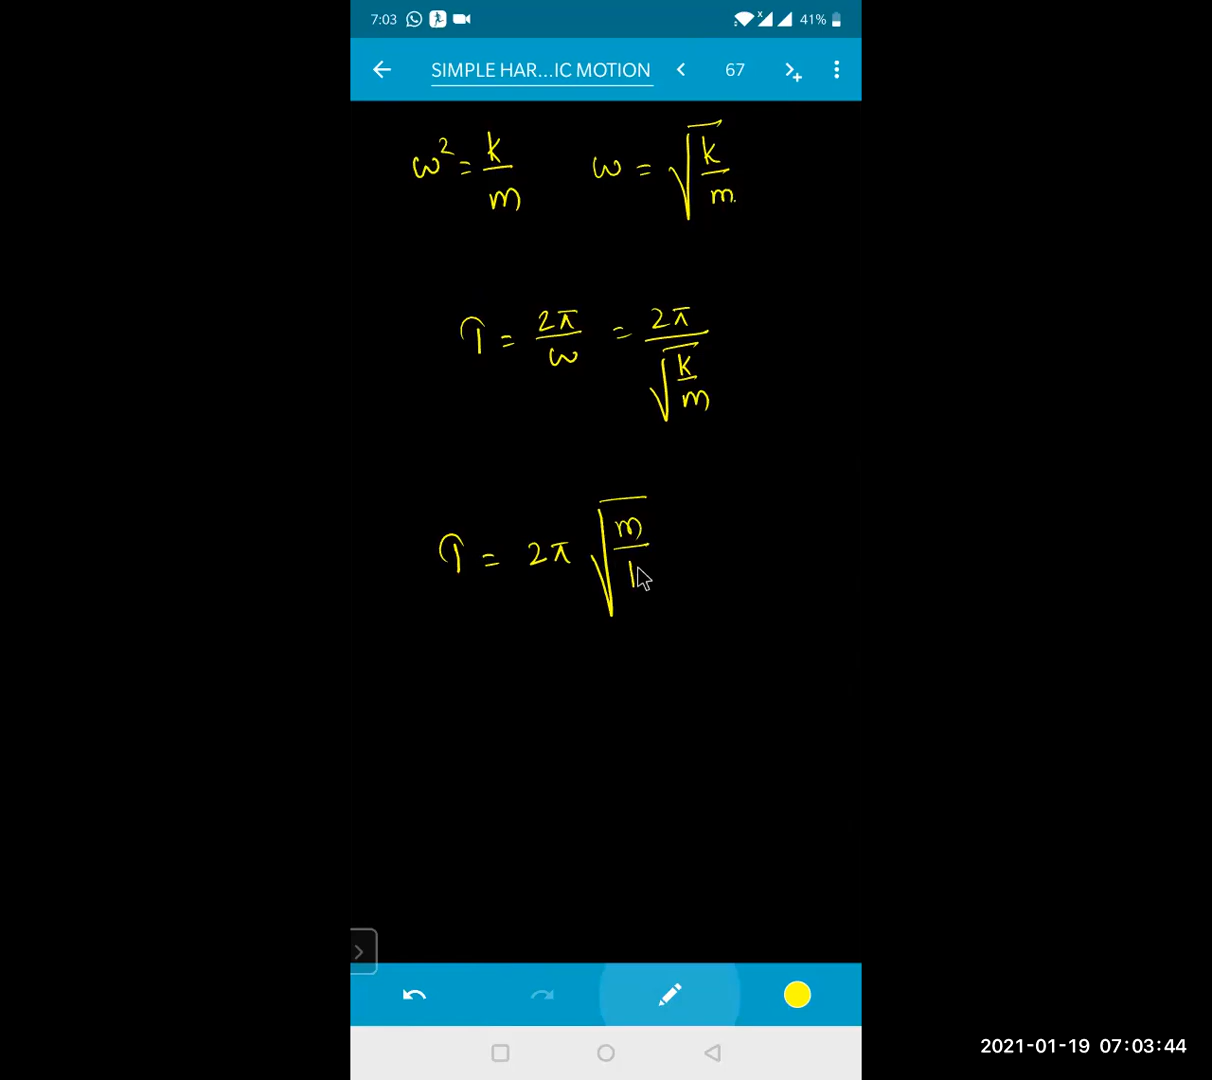 7:03 41%
SIMPLE HAR...IC MOTION 67
ω² = k/m ω = √(k/m)
T = 2π/ω = 2π/√(k/m)
T = 2π √(m/
2021-01-19 07:03:44